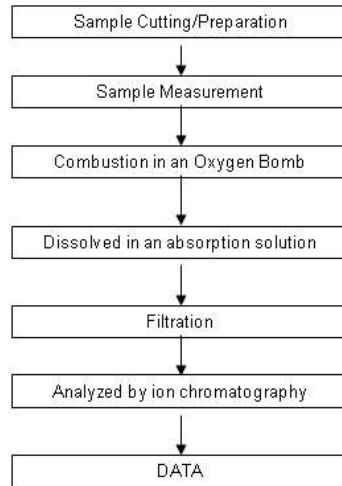 Sample Cutting/Preparation
Sample Measurement
Combustion in an Oxygen Bomb
Dissolved in an absorption solution
Filtration
Analyzed by ion chromatography
DATA